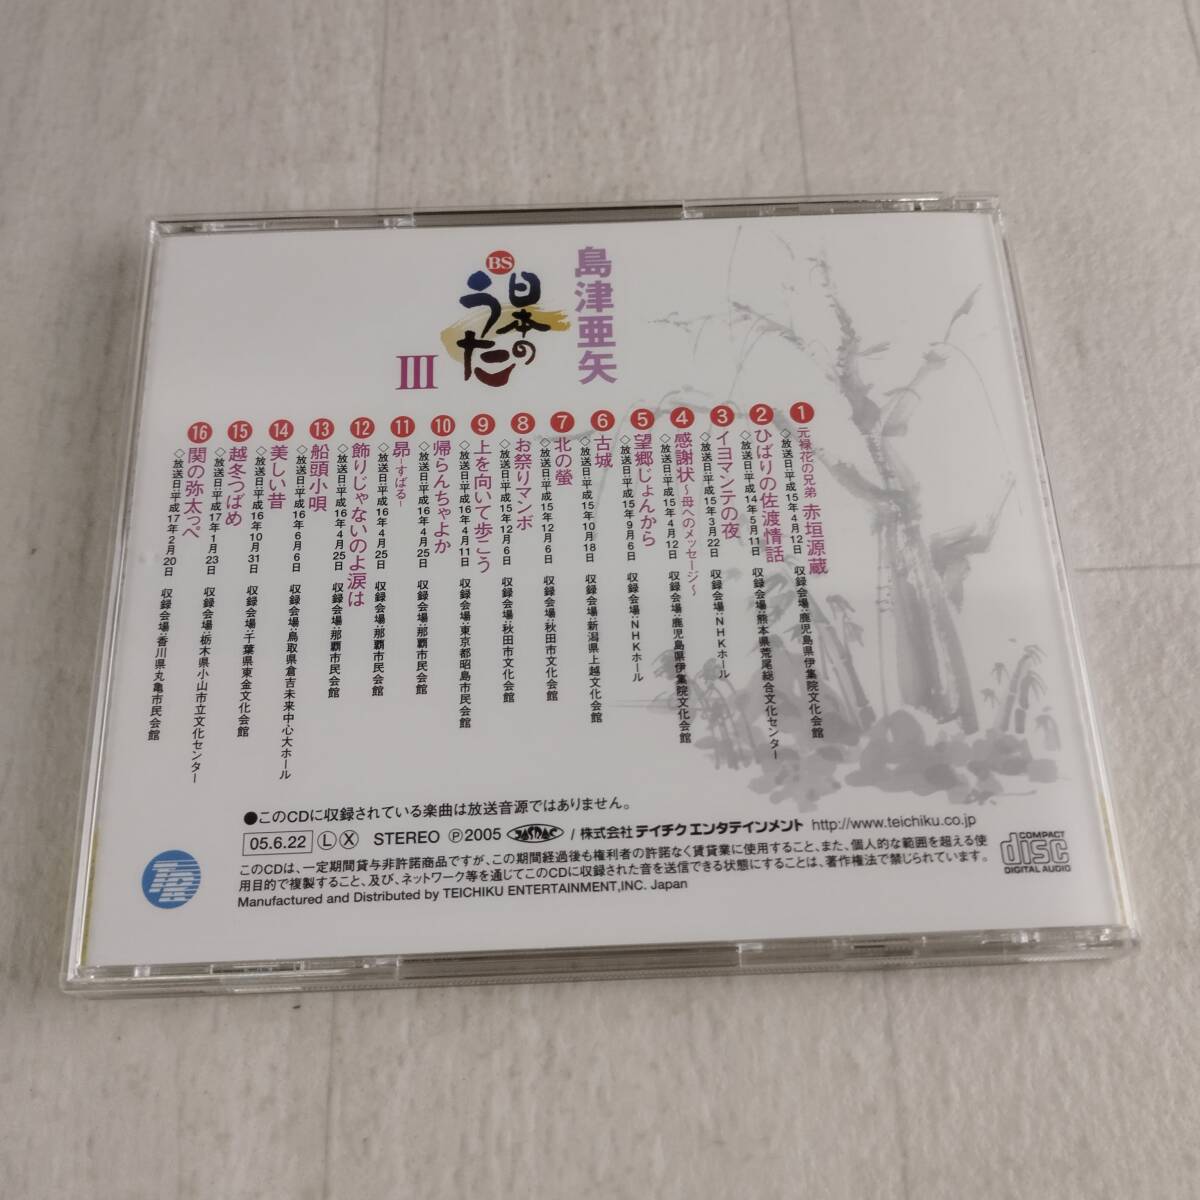 島津亜矢
BS
日本の
うた
III
1 元禄花の兄弟 赤垣源蔵
◇放送日:平成15年4月12日 収録会場:鹿児島県伊集院文化会館
2 ひばりの佐渡情話
◇放送日:平成14年5月11日 収録会場:熊本県荒尾総合文化センター
3 イヨマンテの夜
◇放送日:平成15年3月22日 収録会場:NHKホール
4 感謝状〜母へのメッセージ〜
◇放送日:平成15年4月12日 収録会場:鹿児島県伊集院文化会館
5 望郷じょんから
◇放送日:平成15年9月6日 収録会場:NHKホール
6 古城
◇放送日:平成15年10月18日 収録会場:新潟県上越文化会館
7 北の螢
◇放送日:平成15年12月6日 収録会場:秋田市文化会館
8 お祭りマンボ
◇放送日:平成15年12月6日 収録会場:秋田市文化会館
9 上を向いて歩こう
◇放送日:平成16年4月11日 収録会場:東京都昭島市民会館
10 帰らんちゃよか
◇放送日:平成16年4月25日 収録会場:那覇市民会館
11 昴-すばる-
◇放送日:平成16年4月25日 収録会場:那覇市民会館
12 飾りじゃないのよ涙は
◇放送日:平成16年4月25日 収録会場:那覇市民会館
13 船頭小唄
◇放送日:平成16年6月6日 収録会場:鳥取県倉吉未来中心大ホール
14 美しい昔
◇放送日:平成16年10月31日 収録会場:千葉県東金文化会館
15 越冬つばめ
◇放送日:平成17年1月23日 収録会場:栃木県小山市立文化センター
16 関の弥太っぺ
◇放送日:平成17年2月20日 収録会場:香川県丸亀市民会館
●このCDに収録されている楽曲は放送音源ではありません。
05.6.22 Ⓛ Ⓧ STEREO ℗2005 JASRAC / 株式会社 テイチク エンタテインメント http://www.teichiku.co.jp
このCDは、一定期間貸与非許諾商品ですが、この期間経過後も権利者の許諾なく賃貸業に使用すること、また、個人的な範囲を超える使
用目的で複製すること、及び、ネットワーク等を通じてこのCDに収録された音を送信できる状態にすることは、著作権法で禁じられています。
Manufactured and Distributed by TEICHIKU ENTERTAINMENT,INC. Japan
COMPACT
disc
DIGITAL AUDIO